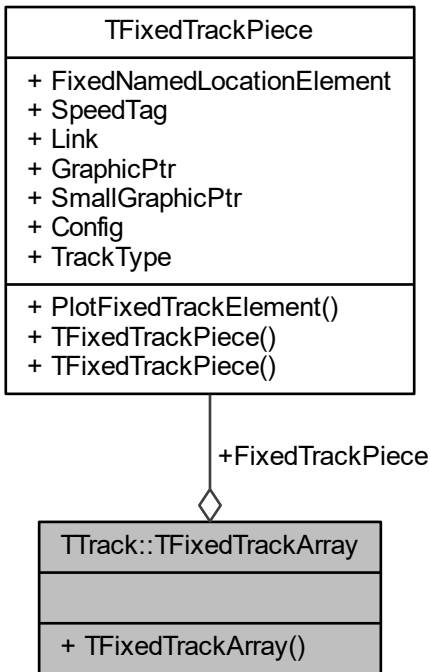 TFixedTrackPiece
+ FixedNamedLocationElement
+ SpeedTag
+ Link
+ GraphicPtr
+ SmallGraphicPtr
+ Config
+ TrackType
+ PlotFixedTrackElement()
+ TFixedTrackPiece()
+ TFixedTrackPiece()
+FixedTrackPiece
TTrack::TFixedTrackArray
+ TFixedTrackArray()